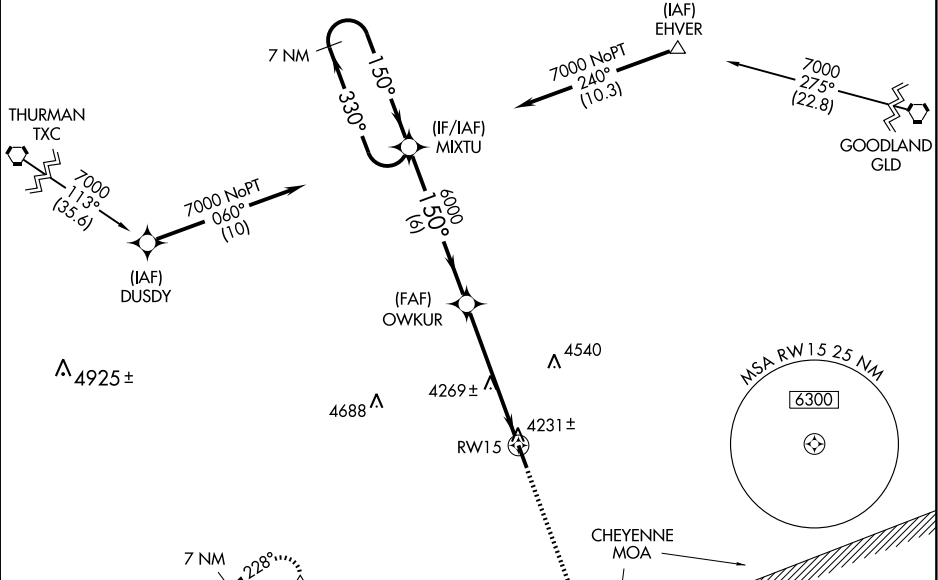 (IAF)
EHVER
7 NM
150°
330°
7000 NoPT
240°
(10.3)
7000
275°
(22.8)
THURMAN
TXC
(IF/IAF)
MIXTU
GOODLAND
GLD
7000
113°
(35.6)
7000 NoPT
060°
(10)
6000
150°
(6)
(IAF)
DUSDY
(FAF)
OWKUR
4540
MSA RW15 25 NM
4925±
4269±
6300
4688
4231±
RW15
CHEYENNE
MOA
7 NM
228°